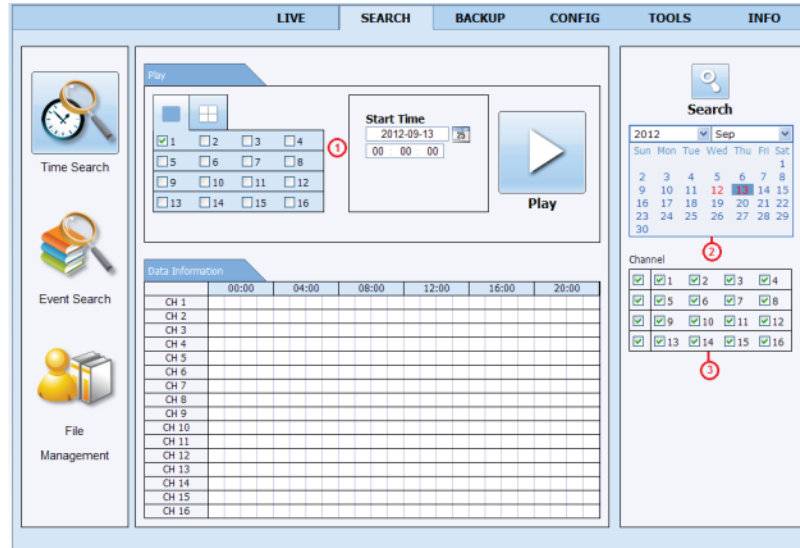 LIVE SEARCH BACKUP CONFIG TOOLS INFO
Time Search
Event Search
File
Management
Play
1 2 3 4
5 6 7 8
9 10 11 12
13 14 15 16
1
Start Time
2012-09-13 25
00 : 00 : 00
Play
Data Information
00:00 04:00 08:00 12:00 16:00 20:00
CH 1
CH 2
CH 3
CH 4
CH 5
CH 6
CH 7
CH 8
CH 9
CH 10
CH 11
CH 12
CH 13
CH 14
CH 15
CH 16
Search
2012 Sep
Sun Mon Tue Wed Thu Fri Sat
1
2 3 4 5 6 7 8
9 10 11 12 13 14 15
16 17 18 19 20 21 22
23 24 25 26 27 28 29
30
2
Channel
1 2 3 4
5 6 7 8
9 10 11 12
13 14 15 16
3